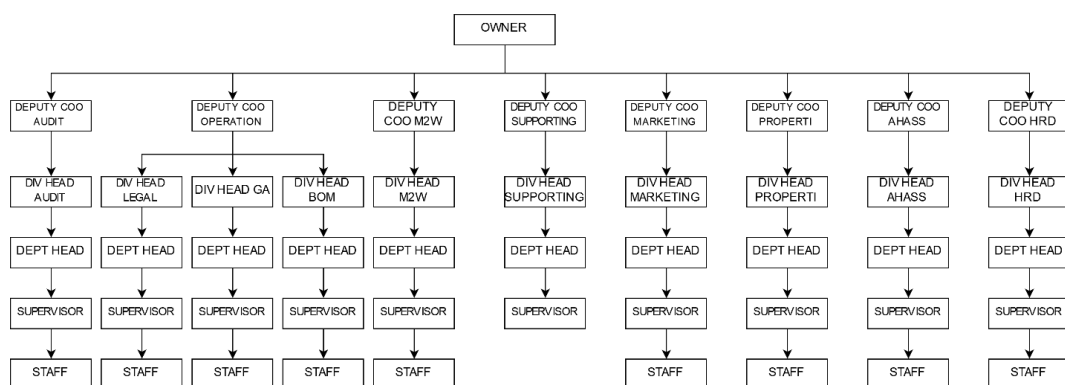 OWNER
DEPUTY COO
AUDIT
DEPUTY COO
OPERATION
DEPUTY
COO M2W
DEPUTY COO
SUPPORTING
DEPUTY COO
MARKETING
DEPUTY COO
PROPERTI
DEPUTY COO
AHASS
DEPUTY
COO HRD
DIV HEAD
AUDIT
DIV HEAD
LEGAL
DIV HEAD GA
DIV HEAD
BOM
DIV HEAD
M2W
DIV HEAD
SUPPORTING
DIV HEAD
MARKETING
DIV HEAD
PROPERTI
DIV HEAD
AHASS
DIV HEAD
HRD
DEPT HEAD
DEPT HEAD
DEPT HEAD
DEPT HEAD
DEPT HEAD
DEPT HEAD
DEPT HEAD
DEPT HEAD
DEPT HEAD
DEPT HEAD
SUPERVISOR
SUPERVISOR
SUPERVISOR
SUPERVISOR
SUPERVISOR
SUPERVISOR
SUPERVISOR
SUPERVISOR
SUPERVISOR
SUPERVISOR
STAFF
STAFF
STAFF
STAFF
STAFF
STAFF
STAFF
STAFF
STAFF